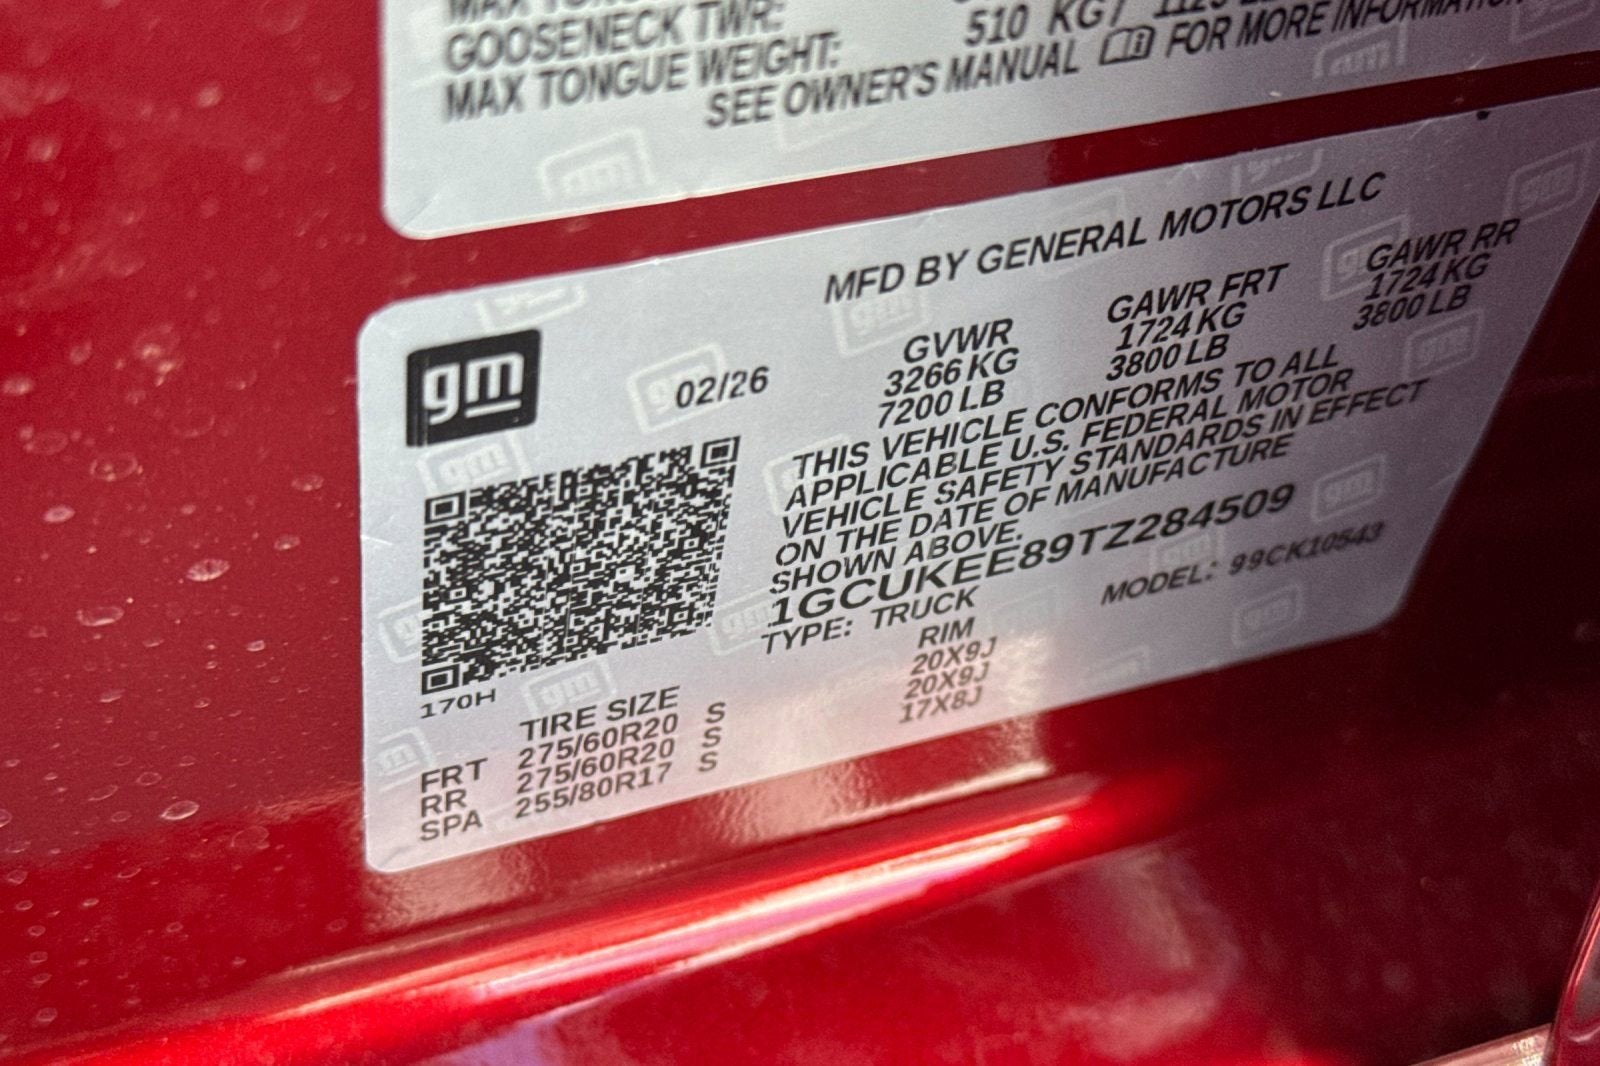 MAX
GOOSENECK TWR:
MAX TONGUE WEIGHT: 510 KG /
SEE OWNER'S MANUAL FOR MORE INFORMATION
MFD BY GENERAL MOTORS LLC
gm
02/26
GVWR GAWR FRT GAWR RR
3266 KG 1724 KG 1724 KG
7200 LB 3800 LB 3800 LB
THIS VEHICLE CONFORMS TO ALL
APPLICABLE U.S. FEDERAL MOTOR
VEHICLE SAFETY STANDARDS IN EFFECT
ON THE DATE OF MANUFACTURE
SHOWN ABOVE.
1GCUKEE89TZ284509
TYPE: TRUCK MODEL: 99CK10543
170H
TIRE SIZE RIM
FRT 275/60R20 S 20X9J
RR 275/60R20 S 20X9J
SPA 255/80R17 S 17X8J